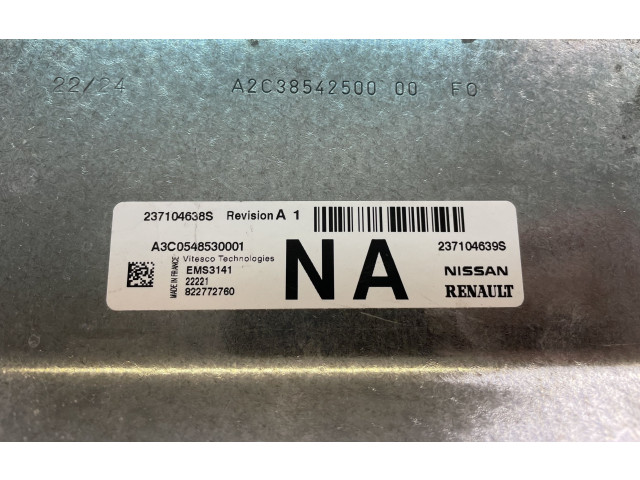 22/24 A2C38542500 00 F0
237104638S Revision A 1
A3C0548530001 NA 237104639S
Vitesco Technologies
EMS3141 NISSAN
22221
822772760 RENAULT
MADE IN FRANCE